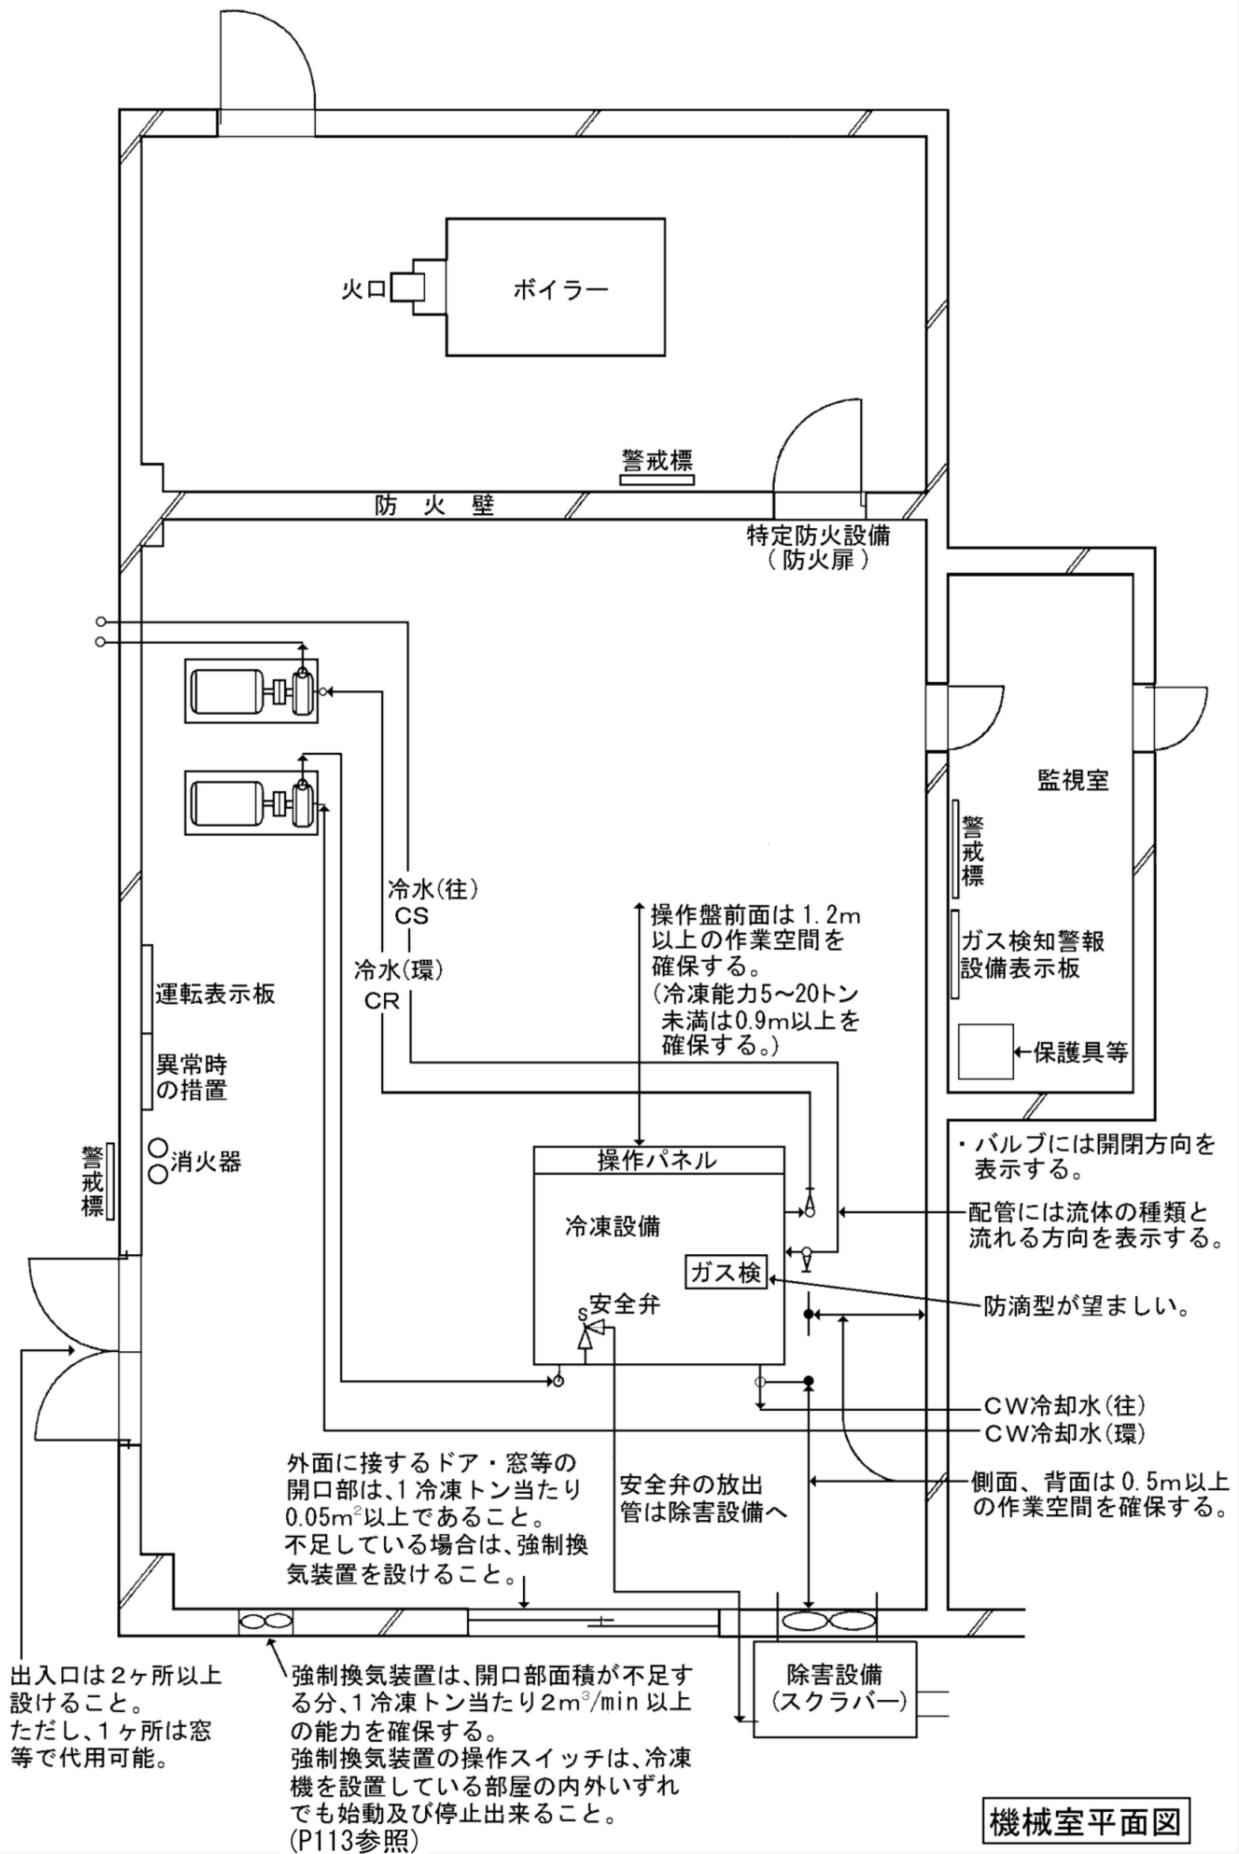 火口
ボイラー
警戒標
防火壁
特定防火設備
(防火扉)
監視室
警戒標
冷水(往)
CS
冷水(環)
CR
操作盤前面は1.2m
以上の作業空間を
確保する。
(冷凍能力5~20トン
未満は0.9m以上を
確保する。)
ガス検知警報
設備表示板
運転表示板
保護具等
異常時
の措置
消火器
警戒標
・バルブには開閉方向を
表示する。
操作パネル
冷凍設備
配管には流体の種類と
流れる方向を表示する。
ガス検
防滴型が望ましい。
S
安全弁
CW冷却水(往)
CW冷却水(環)
外面に接するドア・窓等の
開口部は、1冷凍トン当たり
0.05m²以上であること。
不足している場合は、強制換
気装置を設けること。
安全弁の放出
管は除害設備へ
側面、背面は0.5m以上
の作業空間を確保する。
出入口は2ヶ所以上
設けること。
ただし、1ヶ所は窓
等で代用可能。
強制換気装置は、開口部面積が不足す
る分、1冷凍トン当たり2m³/min以上
の能力を確保する。
強制換気装置の操作スイッチは、冷凍
機を設置している部屋の内外いずれ
でも始動及び停止出来ること。
(P113参照)
除害設備
(スクラバー)
機械室平面図